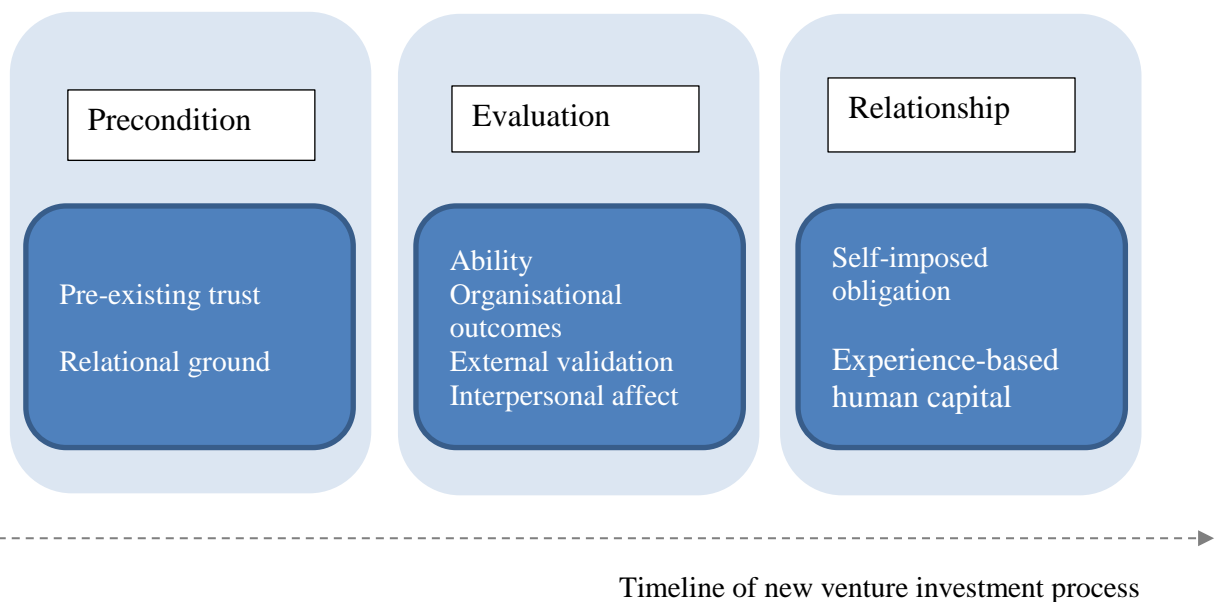 Precondition
Pre-existing trust
Relational ground
Evaluation
Ability
Organisational
outcomes
External validation
Interpersonal affect
Relationship
Self-imposed
obligation
Experience-based
human capital
Timeline of new venture investment process